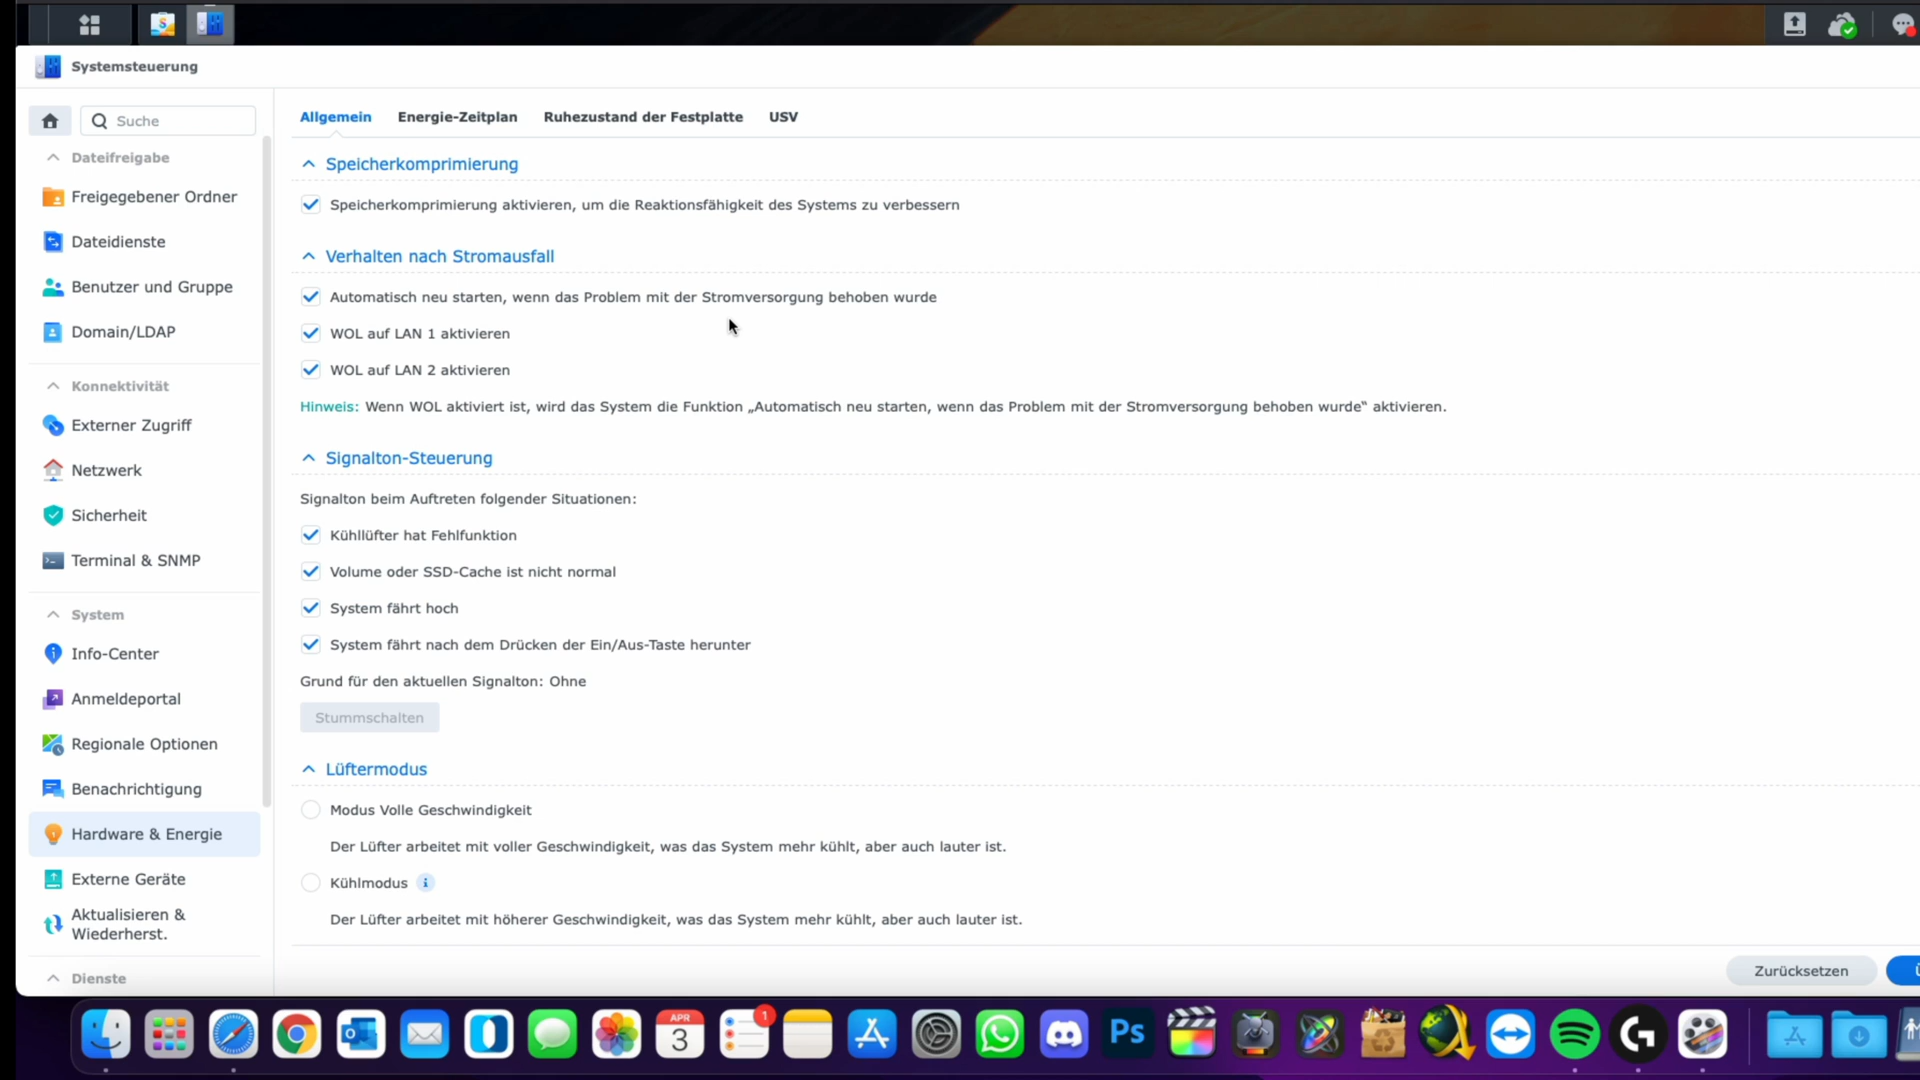 Systemsteuerung
Suche
Dateifreigabe
Freigegebener Ordner
Dateidienste
Benutzer und Gruppe
Domain/LDAP
Konnektivität
Externer Zugriff
Netzwerk
Sicherheit
Terminal & SNMP
System
Info-Center
Anmeldeportal
Regionale Optionen
Benachrichtigung
Hardware & Energie
Externe Geräte
Aktualisieren &
Wiederherst.
Dienste
Allgemein Energie-Zeitplan Ruhezustand der Festplatte USV
Speicherkomprimierung
Speicherkomprimierung aktivieren, um die Reaktionsfähigkeit des Systems zu verbessern
Verhalten nach Stromausfall
Automatisch neu starten, wenn das Problem mit der Stromversorgung behoben wurde
WOL auf LAN 1 aktivieren
WOL auf LAN 2 aktivieren
Hinweis: Wenn WOL aktiviert ist, wird das System die Funktion „Automatisch neu starten, wenn das Problem mit der Stromversorgung behoben wurde“ aktivieren.
Signalton-Steuerung
Signalton beim Auftreten folgender Situationen:
Kühllüfter hat Fehlfunktion
Volume oder SSD-Cache ist nicht normal
System fährt hoch
System fährt nach dem Drücken der Ein/Aus-Taste herunter
Grund für den aktuellen Signalton: Ohne
Stummschalten
Lüftermodus
Modus Volle Geschwindigkeit
Der Lüfter arbeitet mit voller Geschwindigkeit, was das System mehr kühlt, aber auch lauter ist.
Kühlmodus
Der Lüfter arbeitet mit höherer Geschwindigkeit, was das System mehr kühlt, aber auch lauter ist.
Zurücksetzen
APR
3
1
Ps